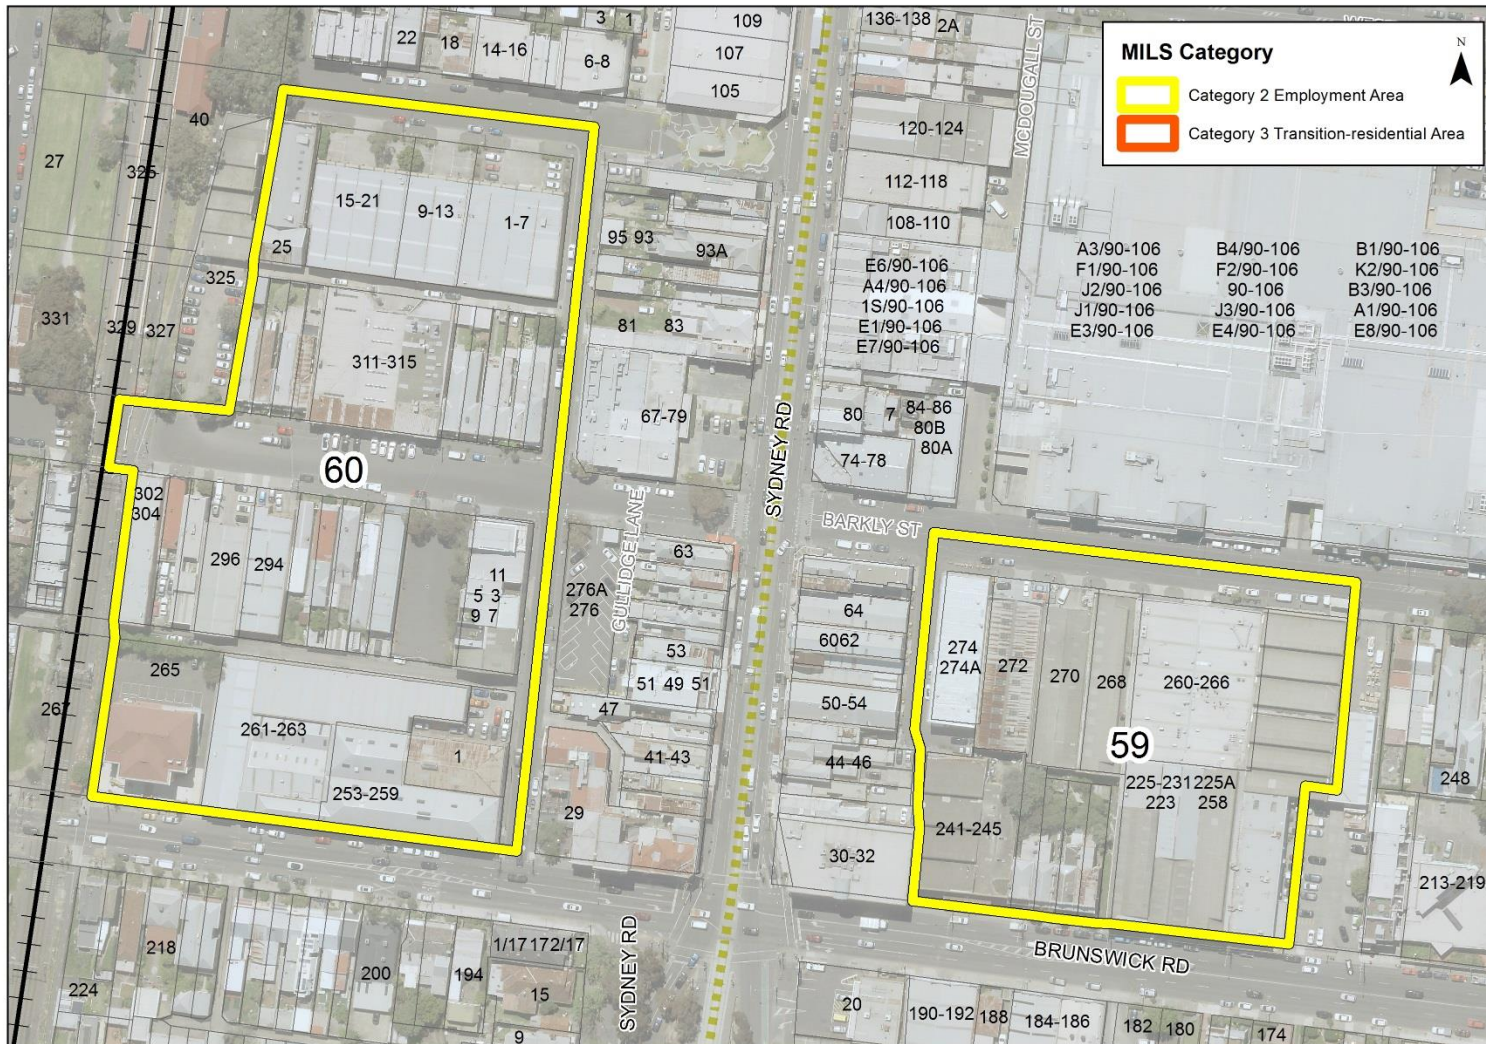 MILS Category
N
Category 2 Employment Area
Category 3 Transition-residential Area
3
1
109
136-138
2A
22
18
14-16
6-8
107
105
MCDOUGALL ST
40
120-124
27
325
112-118
15-21
9-13
1-7
108-110
25
95
93
93A
325
E6/90-106
A4/90-106
1S/90-106
E1/90-106
E7/90-106
A3/90-106
F1/90-106
J2/90-106
J1/90-106
E3/90-106
B4/90-106
F2/90-106
90-106
J3/90-106
E4/90-106
B1/90-106
K2/90-106
B3/90-106
A1/90-106
E8/90-106
331
329
327
81
83
311-315
67-79
80
7
84-86
80B
80A
74-78
SYDNEY RD
60
302
304
296
294
11
5 3
9 7
GULLIDGE LANE
BARKLY ST
63
276A
276
64
6062
53
51 49 51
50-54
47
41-43
44-46
29
30-32
265
267
261-263
1
253-259
274
274A
272
270
268
260-266
59
225-231
225A
223
258
241-245
248
213-219
BRUNSWICK RD
SYDNEY RD
218
224
200
194
1/17
17
2/17
15
9
20
190-192
188
184-186
182
180
174